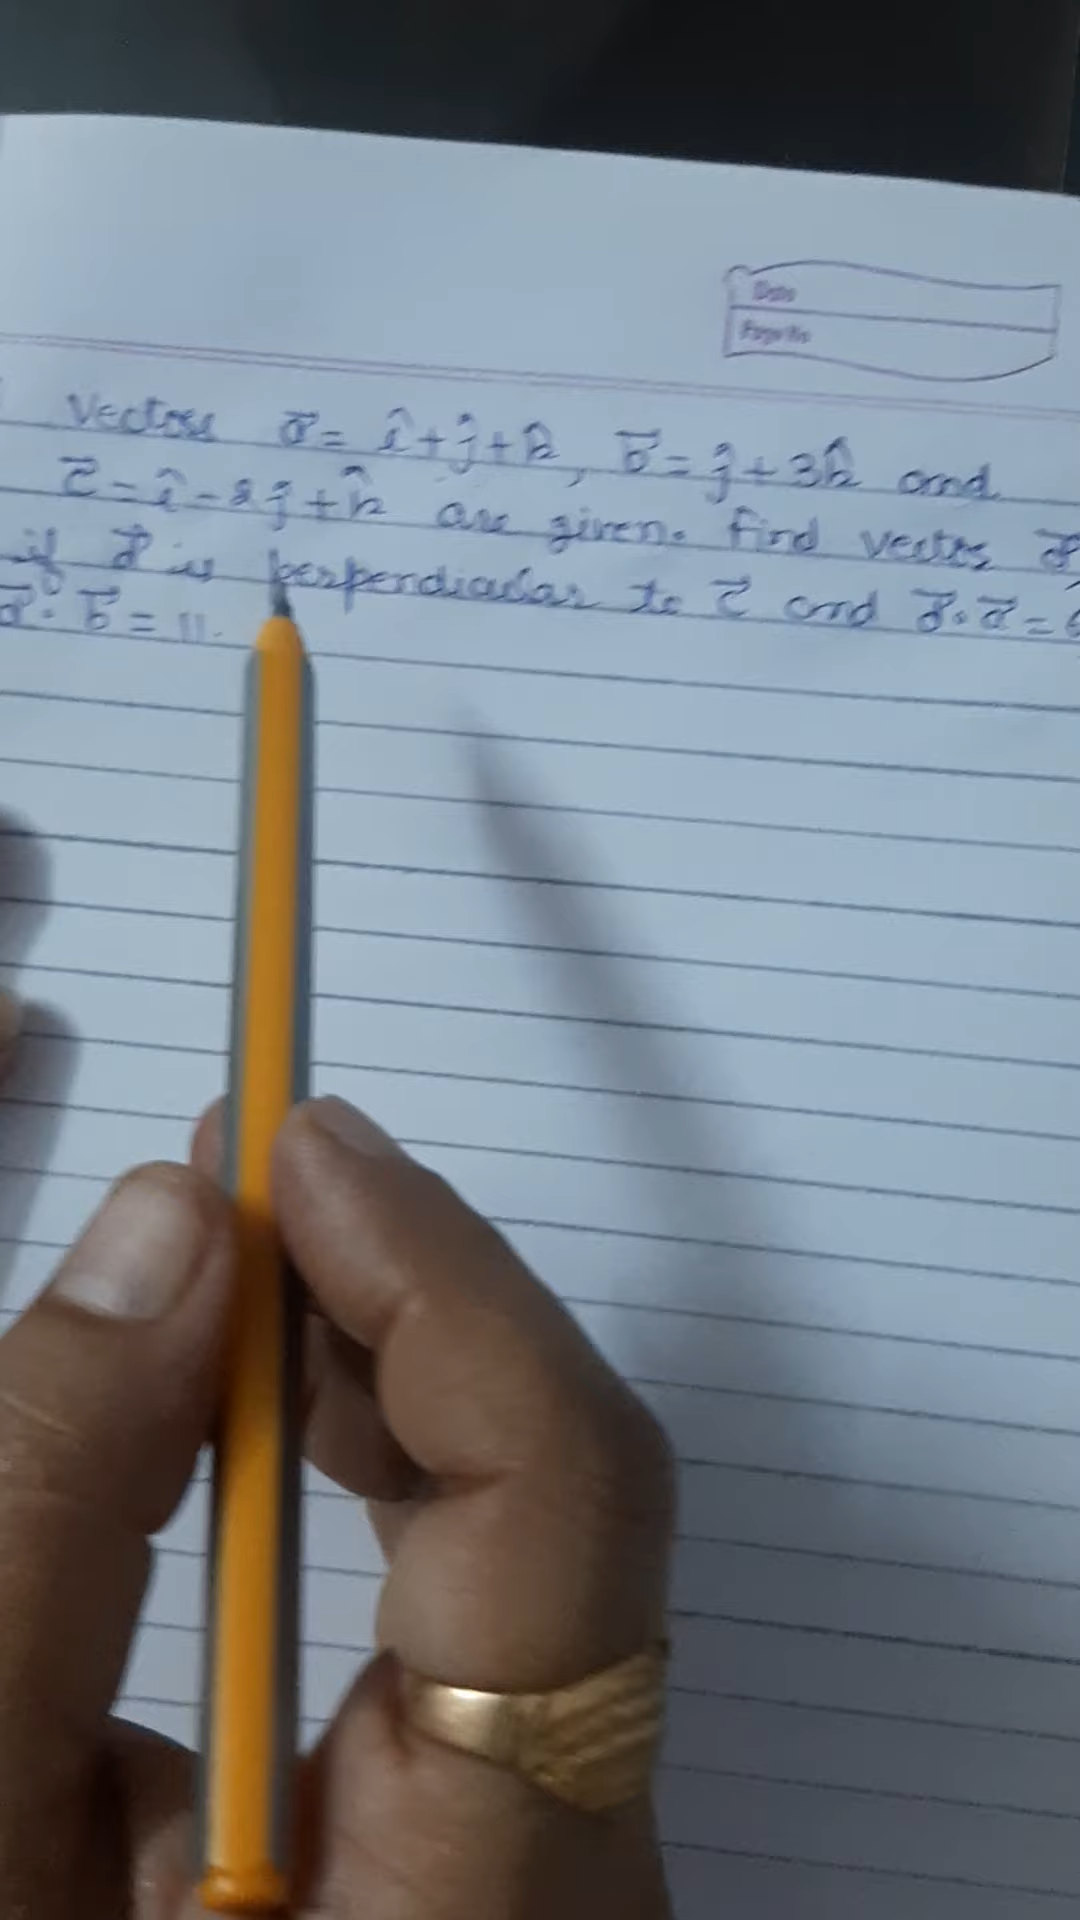 Date
Page No
Vectors a⃗ = î+ĵ+k̂, b⃗ = ĵ+3k̂ and
c⃗ = î-2ĵ+k̂ are given. Find vector
if d⃗ is perpendicular to c⃗ and d⃗·a⃗ =
d⃗·b⃗ = 11.